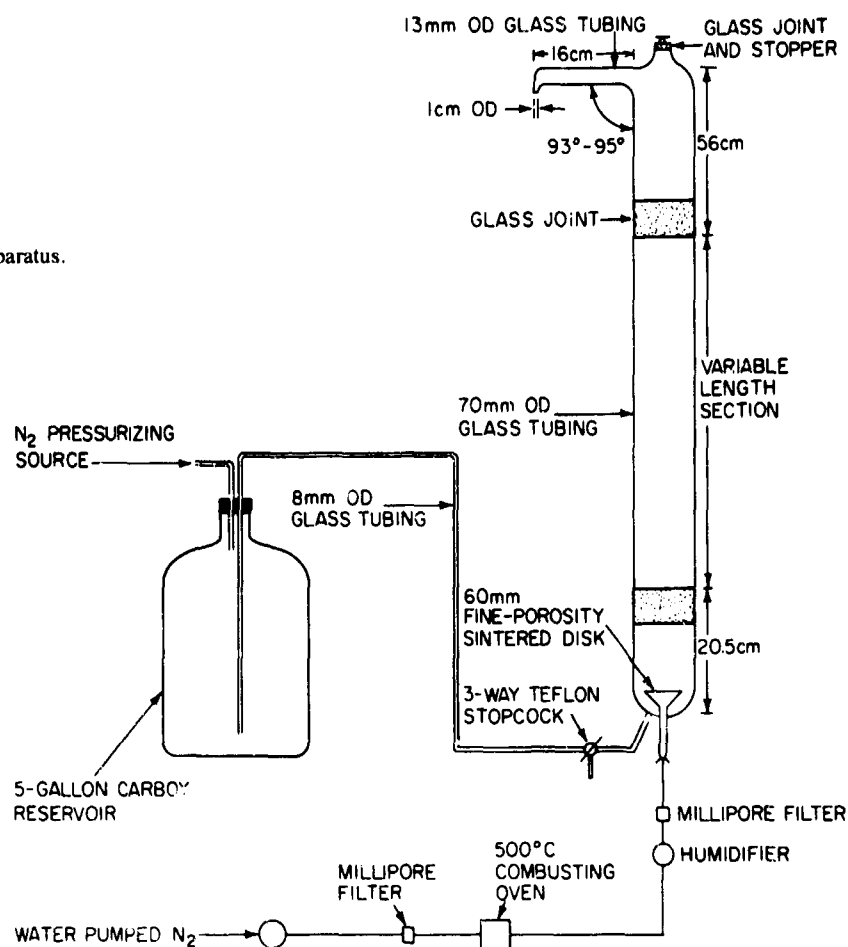 13mm OD GLASS TUBING
16cm
GLASS JOINT
AND STOPPER
1cm OD
93°-95°
56cm
GLASS JOINT
paratus.
VARIABLE
LENGTH
SECTION
70mm OD
GLASS TUBING
N2 PRESSURIZING
SOURCE
8mm OD
GLASS TUBING
60mm
FINE-POROSITY
SINTERED DISK
20.5cm
3-WAY TEFLON
STOPCOCK
5-GALLON CARBOY
RESERVOIR
MILLIPORE FILTER
HUMIDIFIER
500°C
COMBUSTING
OVEN
MILLIPORE
FILTER
WATER PUMPED N2